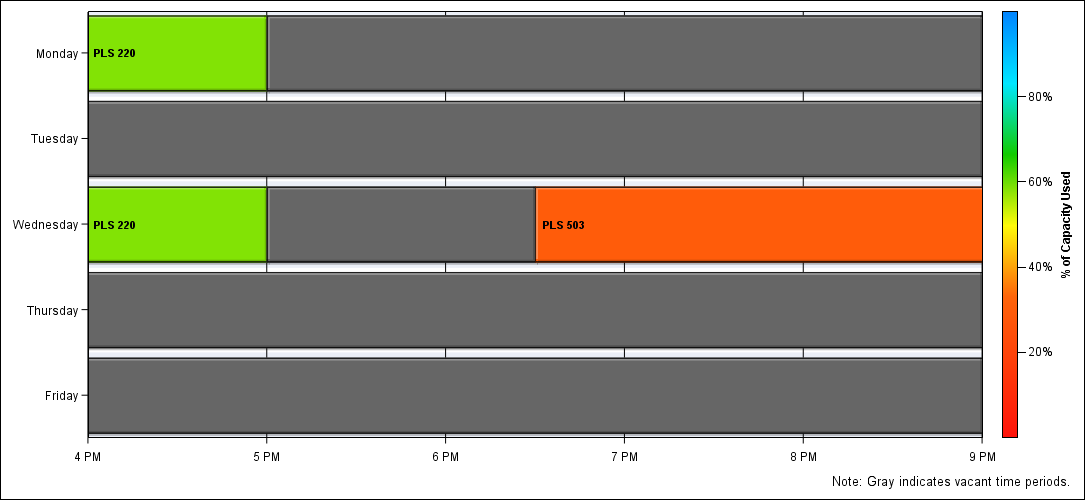 Monday
PLS 220
Tuesday
Wednesday
PLS 220
PLS 503
Thursday
Friday
4 PM
5 PM
6 PM
7 PM
8 PM
9 PM
80%
60%
40%
20%
% of Capacity Used
Note: Gray indicates vacant time periods.